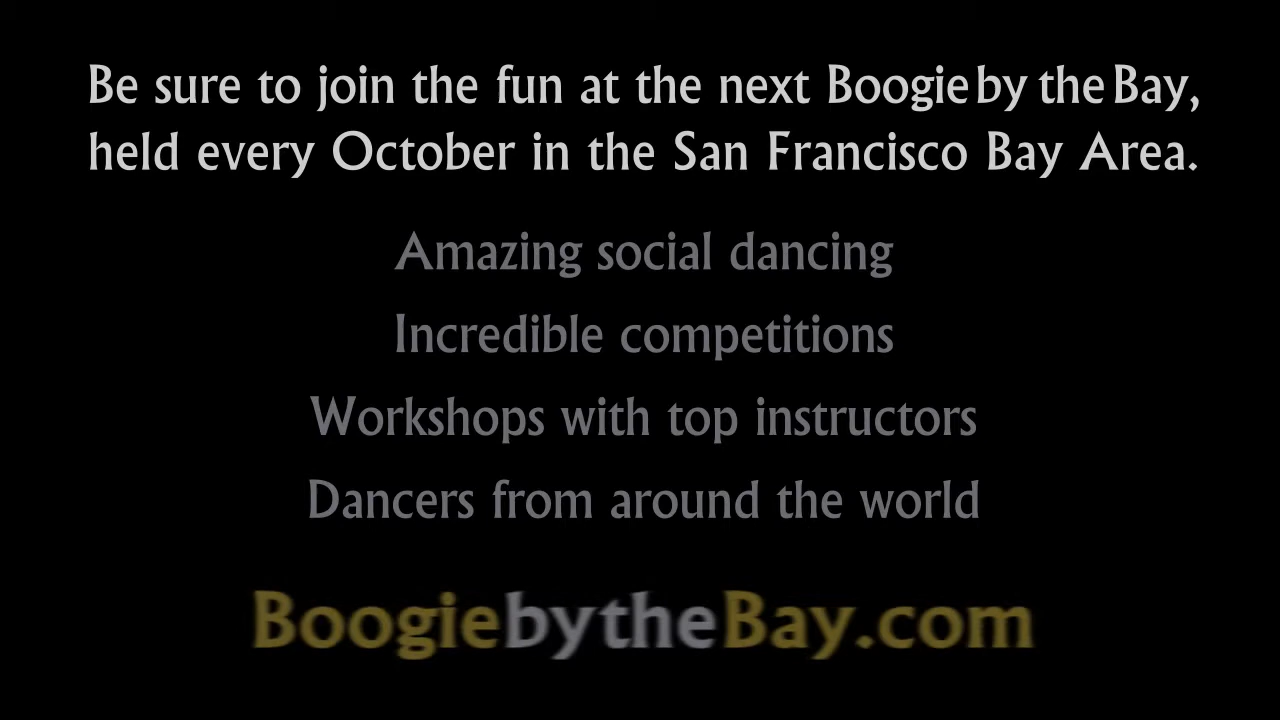 Be sure to join the fun at the next Boogie by the Bay,
held every October in the San Francisco Bay Area.
Amazing social dancing
Incredible competitions
Workshops with top instructors
Dancers from around the world
BoogiebytheBay.com